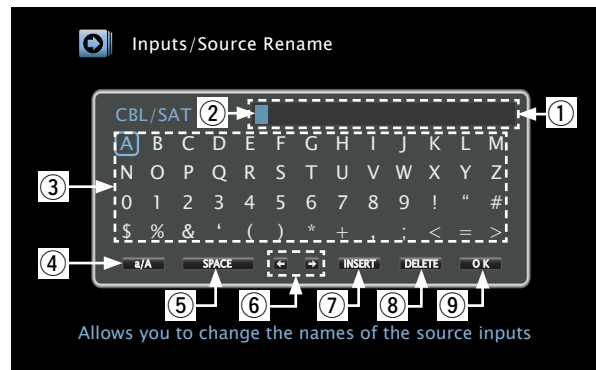 Inputs/Source Rename
CBL/SAT ② ①
A B C D E F G H I J K L M
N O P Q R S T U V W X Y Z
③
0 1 2 3 4 5 6 7 8 9 ! “ #
$ % & ‘ ( ) * + , ; < = >
④ a/A SPACE ← → INSERT DELETE OK
⑤ ⑥ ⑦ ⑧ ⑨
Allows you to change the names of the source inputs